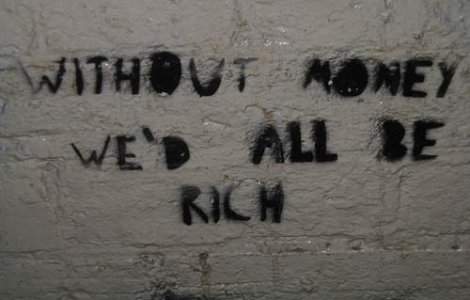 WITHOUT MONEY
WE'D ALL BE
RICH